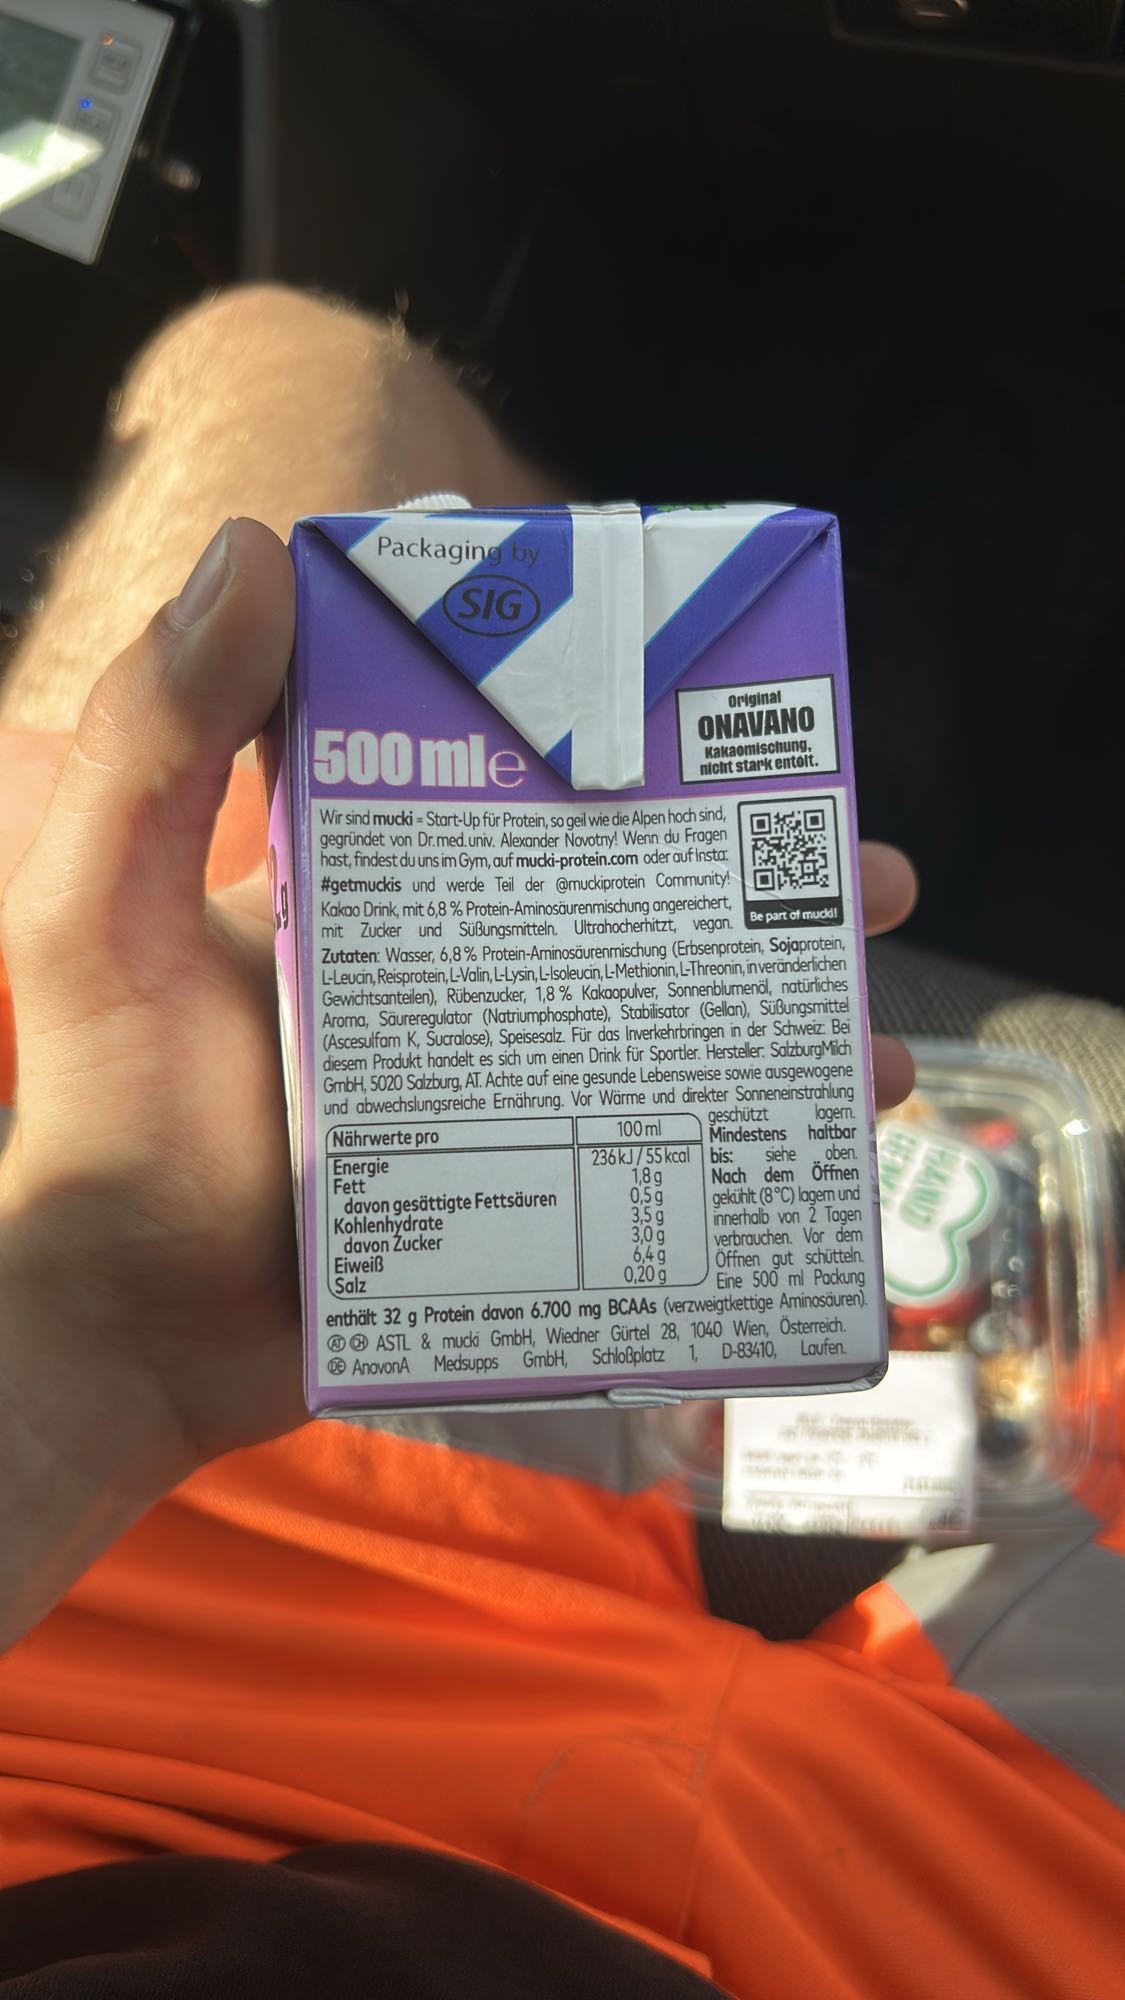 Packaging by
SIG
500 ml e
Original
ONAVANO
Kakaomischung,
nicht stark entölt.
Wir sind mucki = Start-Up für Protein, so geil wie die Alpen hoch sind,
gegründet von Dr. med. univ. Alexander Novotny! Wenn du Fragen
hast, findest du uns im Gym, auf mucki-protein.com oder auf Insta:
#getmuckis und werde Teil der @muckiprotein Community!
Be part of mucki!
Kakao Drink, mit 6,8 % Protein-Aminosäurenmischung angereichert,
mit Zucker und Süßungsmitteln. Ultrahocherhitzt, vegan.
Zutaten: Wasser, 6,8 % Protein-Aminosäurenmischung (Erbsenprotein, Sojaprotein,
L-Leucin, Reisprotein, L-Valin, L-Lysin, L-Isoleucin, L-Methionin, L-Threonin, in veränderlichen
Gewichtsanteilen), Rübenzucker, 1,8 % Kakaopulver, Sonnenblumenöl, natürliches
Aroma, Säureregulator (Natriumphosphate), Stabilisator (Gellan), Süßungsmittel
(Ascesulfam K, Sucralose), Speisesalz. Für das Inverkehrbringen in der Schweiz: Bei
diesem Produkt handelt es sich um einen Drink für Sportler. Hersteller: SalzburgMilch
GmbH, 5020 Salzburg, AT. Achte auf eine gesunde Lebensweise sowie ausgewogene
und abwechslungsreiche Ernährung. Vor Wärme und direkter Sonneneinstrahlung
geschützt lagern.
Mindestens haltbar
bis: siehe oben.
Nach dem Öffnen
gekühlt (8°C) lagern und
innerhalb von 2 Tagen
verbrauchen. Vor dem
Öffnen gut schütteln.
Eine 500 ml Packung
Nährwerte pro 100 ml
Energie 236 kJ / 55 kcal
Fett 1,8 g
davon gesättigte Fettsäuren 0,5 g
Kohlenhydrate 3,5 g
davon Zucker 3,0 g
Eiweiß 6,4 g
Salz 0,20 g
enthält 32 g Protein davon 6.700 mg BCAAs (verzweigtkettige Aminosäuren).
AT CH ASTL & mucki GmbH, Wiedner Gürtel 28, 1040 Wien, Österreich.
DE AnovonA Medsupps GmbH, Schloßplatz 1, D-83410, Laufen.